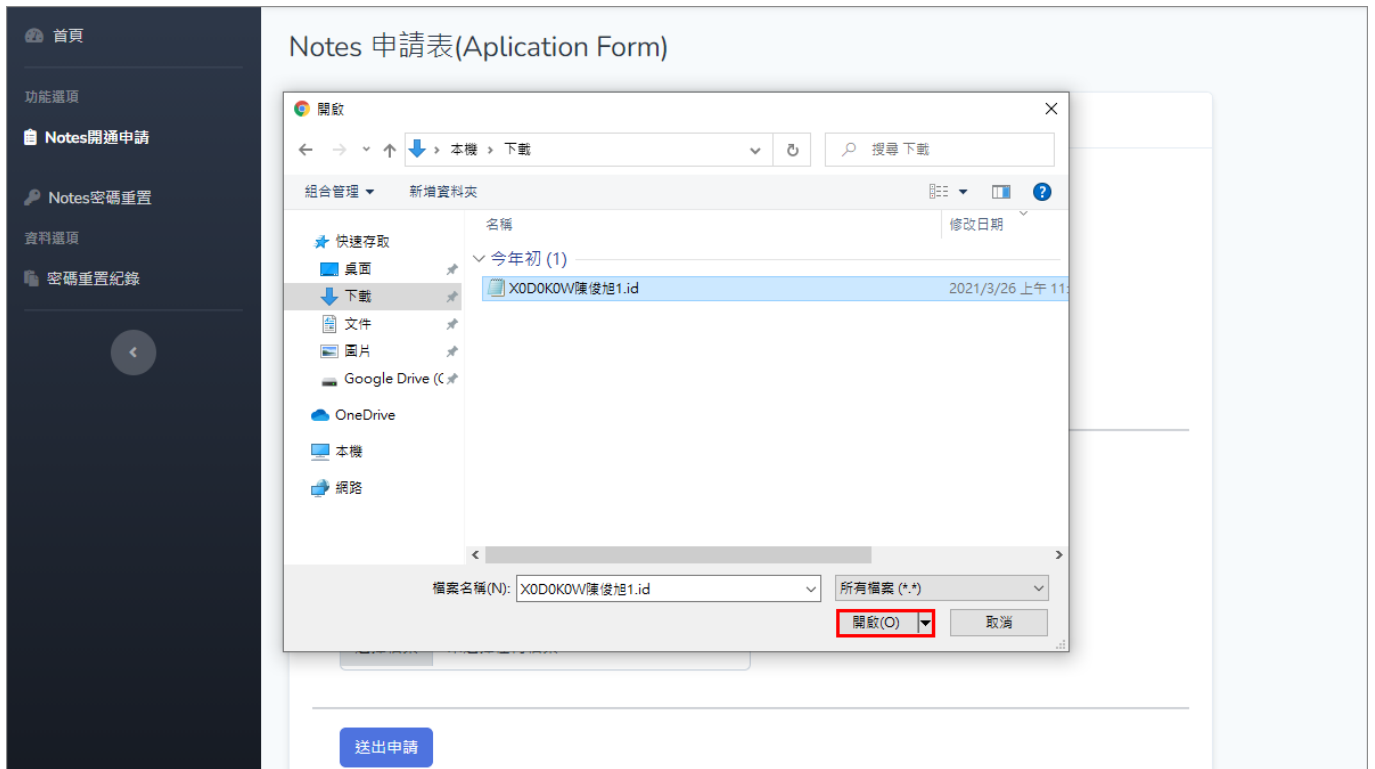 首頁
Notes 申請表(Aplication Form)
功能選項
Notes開通申請
Notes密碼重置
資料選項
密碼重置紀錄
開啟
本機 › 下載
搜尋 下載
組合管理
新增資料夾
名稱
修改日期
快速存取
桌面
下載
文件
圖片
Google Drive (
OneDrive
本機
網路
今年初 (1)
X0D0K0W陳俊旭1.id
2021/3/26 上午 11:
檔案名稱(N):
X0D0K0W陳俊旭1.id
所有檔案 (*.*)
開啟(O)
取消
送出申請